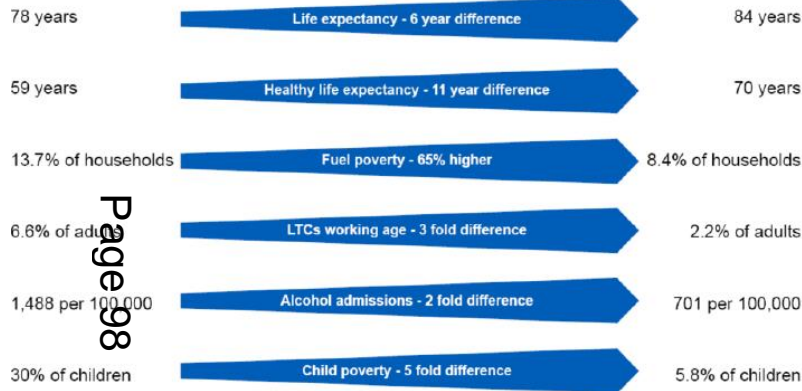 78 years Life expectancy - 6 year difference 84 years
59 years Healthy life expectancy - 11 year difference 70 years
13.7% of households Fuel poverty - 65% higher 8.4% of households
6.6% of adults LTCs working age - 3 fold difference 2.2% of adults
1,488 per 100,000 Alcohol admissions - 2 fold difference 701 per 100,000
30% of children Child poverty - 5 fold difference 5.8% of children
Page 98